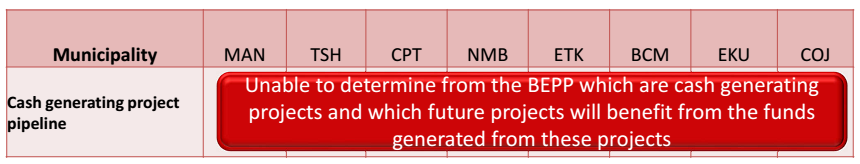 Municipality MAN TSH CPT NMB ETK BCM EKU COJ
Cash generating project
pipeline
Unable to determine from the BEPP which are cash generating
projects and which future projects will benefit from the funds
generated from these projects